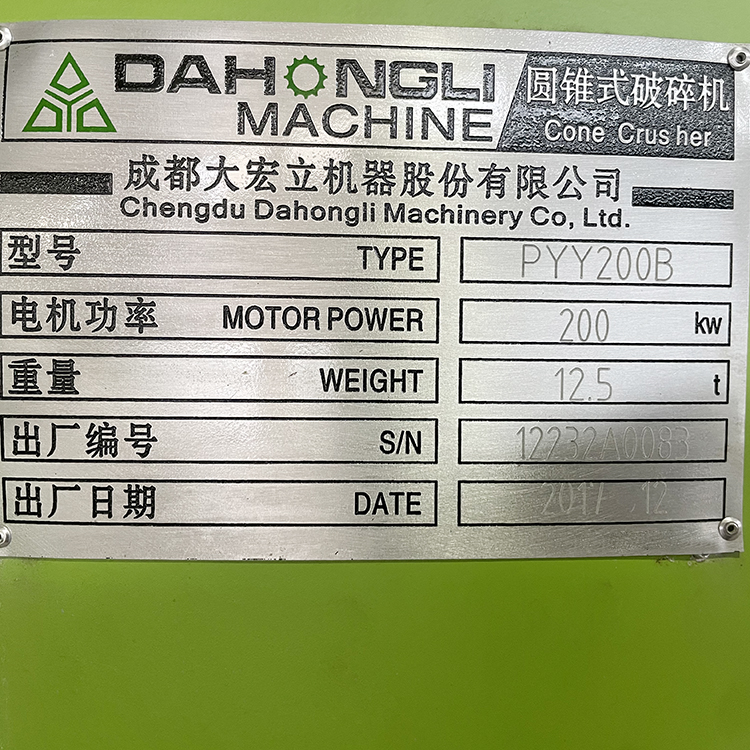 DAHONGLI
MACHINE
圆锥式破碎机
Cone Crusher
成都大宏立机器股份有限公司
Chengdu Dahongli Machinery Co, Ltd.
型号 TYPE PYY200B
电机功率 MOTOR POWER 200 kw
重量 WEIGHT 12.5 t
出厂编号 S/N 12232A0083
出厂日期 DATE 2017 .12